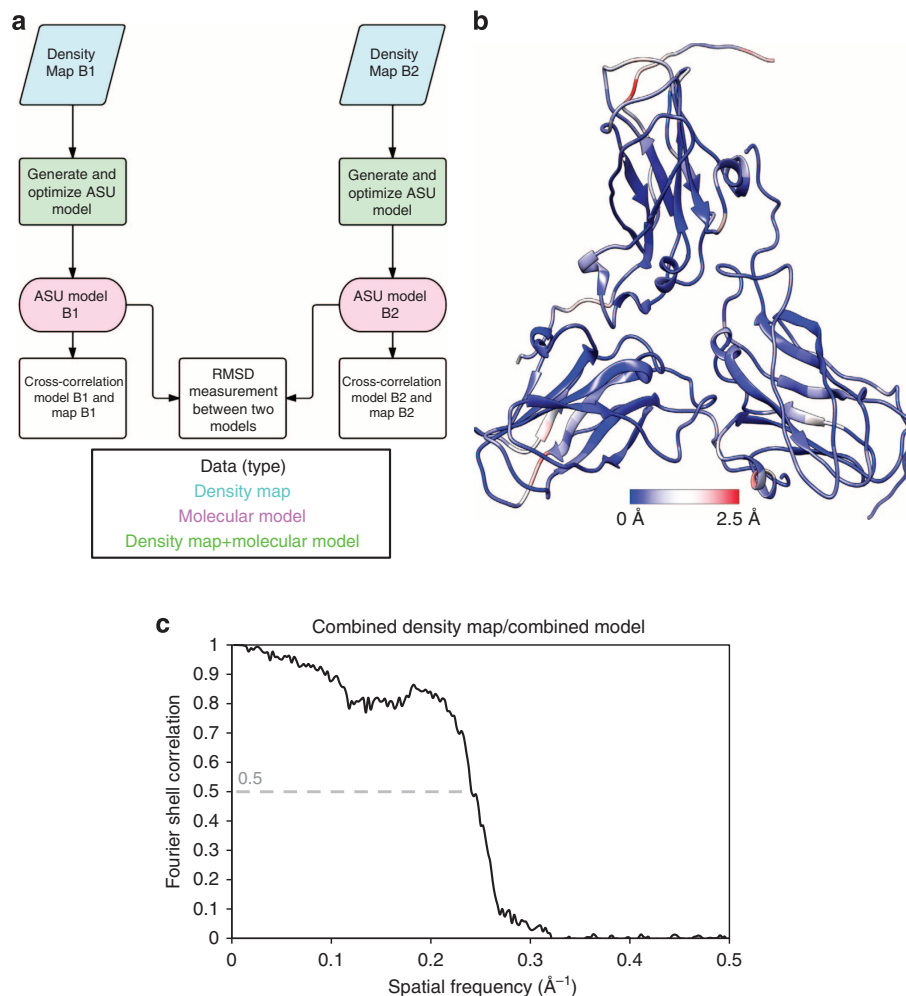 a
Density
Map B1
Density
Map B2
Generate and
optimize ASU
model
Generate and
optimize ASU
model
ASU model
B1
ASU model
B2
Cross-correlation
model B1 and
map B1
RMSD
measurement
between two
models
Cross-correlation
model B2 and
map B2
Data (type)
Density map
Molecular model
Density map+molecular model
b
0 Å 2.5 Å
c
Combined density map/combined model
Fourier shell correlation
1
0.9
0.8
0.7
0.6
0.5
0.4
0.3
0.2
0.1
0
0.5
0 0.1 0.2 0.3 0.4 0.5
Spatial frequency (Å⁻¹)